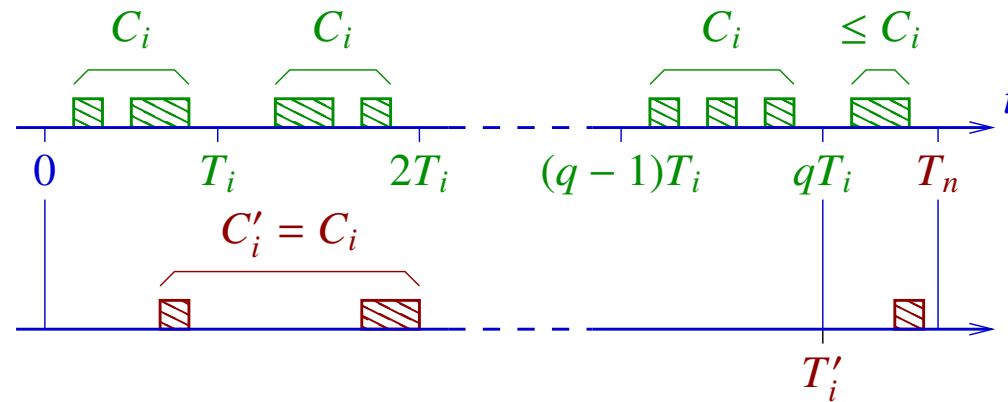 C_i C_i C_i ≤ C_i
t
0 T_i 2T_i (q − 1)T_i qT_i T_n
C′_i = C_i
T′_i